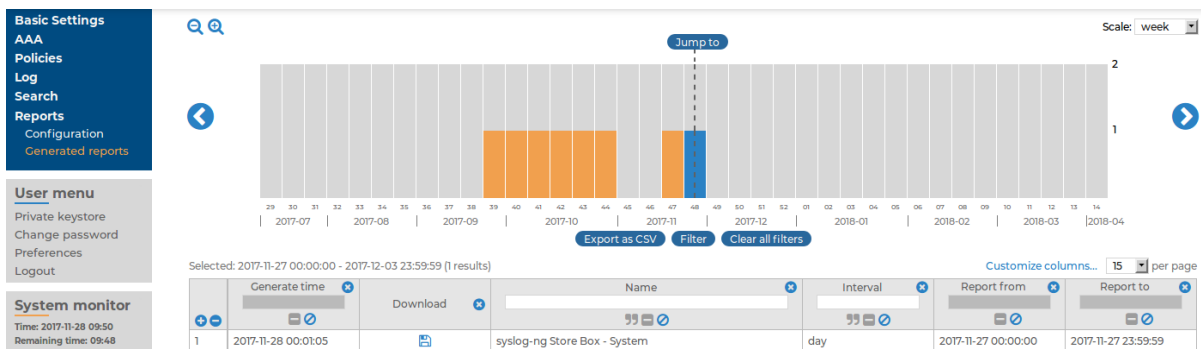 Basic Settings
AAA
Policies
Log
Search
Reports
Configuration
Generated reports
User menu
Private keystore
Change password
Preferences
Logout
System monitor
Time: 2017-11-28 09:50
Remaining time: 09:48
Scale: week
Jump to
2
1
29 30 31 32 33 34 35 36 37 38 39 40 41 42 43 44 45 46 47 48 49 50 51 52 01 02 03 04 05 06 07 08 09 10 11 12 13 14
2017-07 2017-08 2017-09 2017-10 2017-11 2017-12 2018-01 2018-02 2018-03 2018-04
Export as CSV Filter Clear all filters
Selected: 2017-11-27 00:00:00 - 2017-12-03 23:59:59 (1 results)
Customize columns... 15 per page
Generate time Download Name Interval Report from Report to
1 2017-11-28 00:01:05 syslog-ng Store Box - System day 2017-11-27 00:00:00 2017-11-27 23:59:59